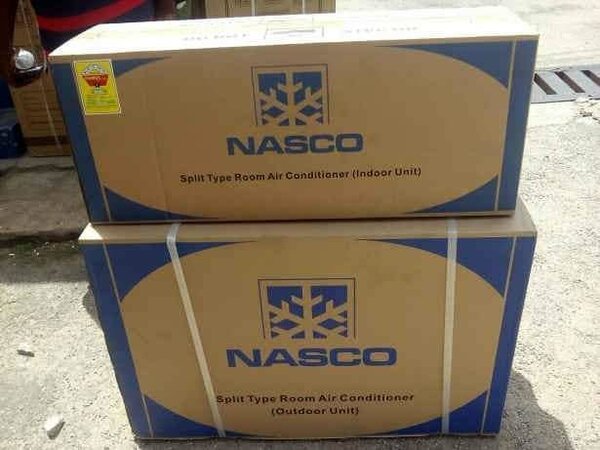 NASCO
Split Type Room Air Conditioner (Indoor Unit)
NASCO
Split Type Room Air Conditioner
(Outdoor Unit)